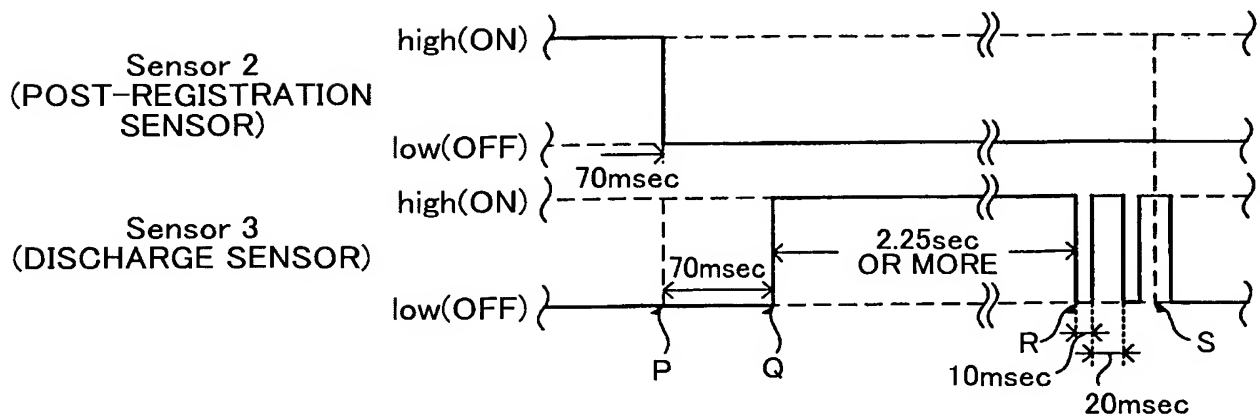 high(ON)
Sensor 2
(POST-REGISTRATION
SENSOR)
low(OFF)
70msec
high(ON)
Sensor 3
(DISCHARGE SENSOR)
70msec
2.25sec
OR MORE
low(OFF)
P
Q
R
S
10msec
20msec